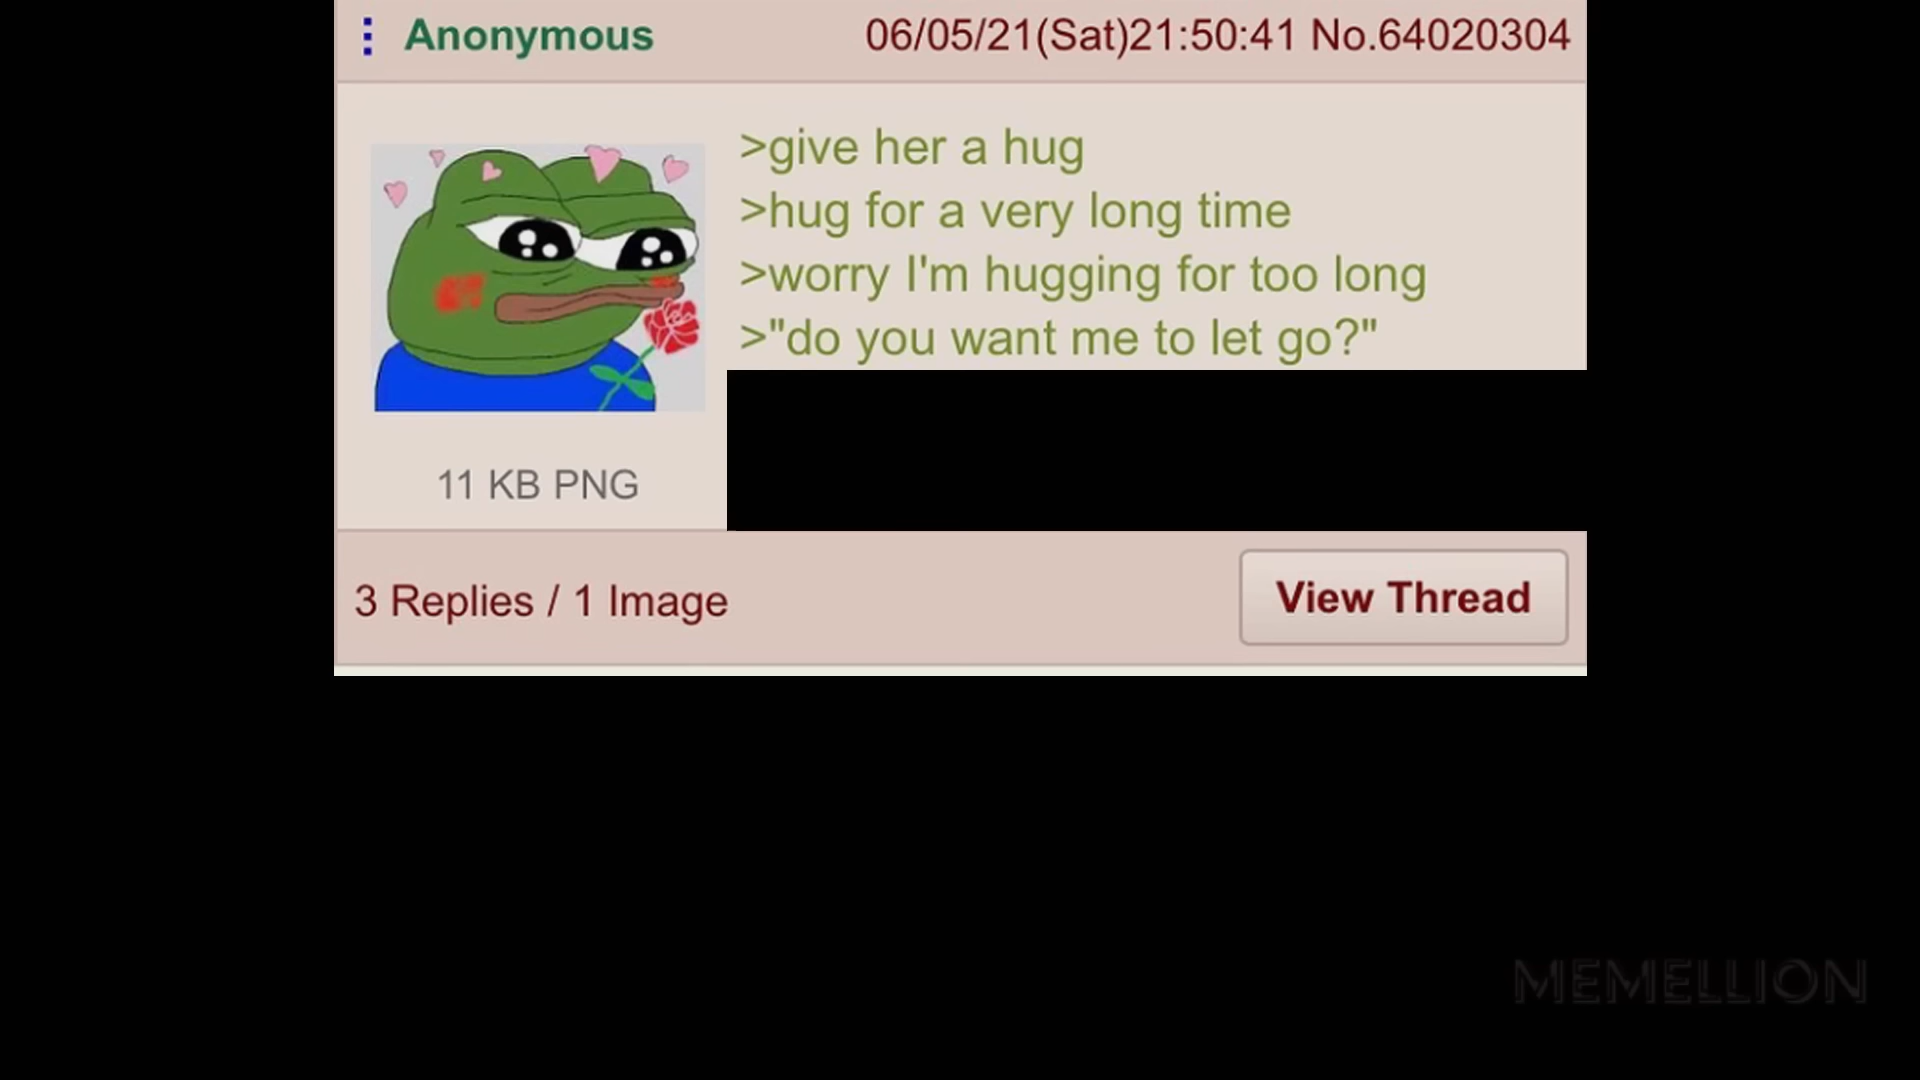 Anonymous 06/05/21(Sat)21:50:41 No.64020304
>give her a hug
>hug for a very long time
>worry I'm hugging for too long
>"do you want me to let go?"
11 KB PNG
3 Replies / 1 Image
View Thread
MEMELLION